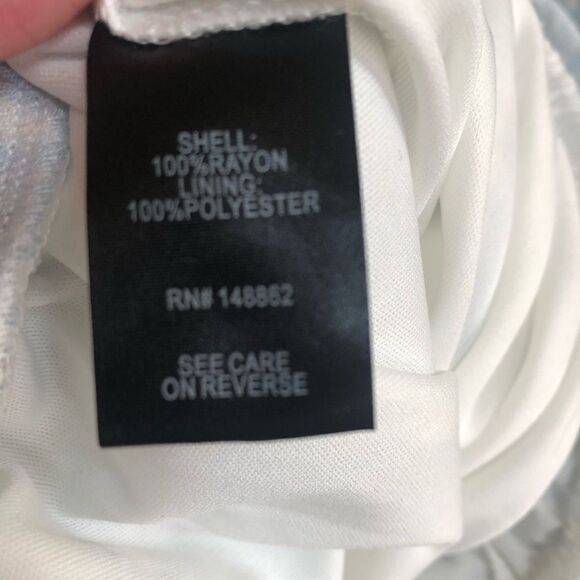 SHELL:
100%RAYON
LINING:
100%POLYESTER
RN# 148862
SEE CARE
ON REVERSE